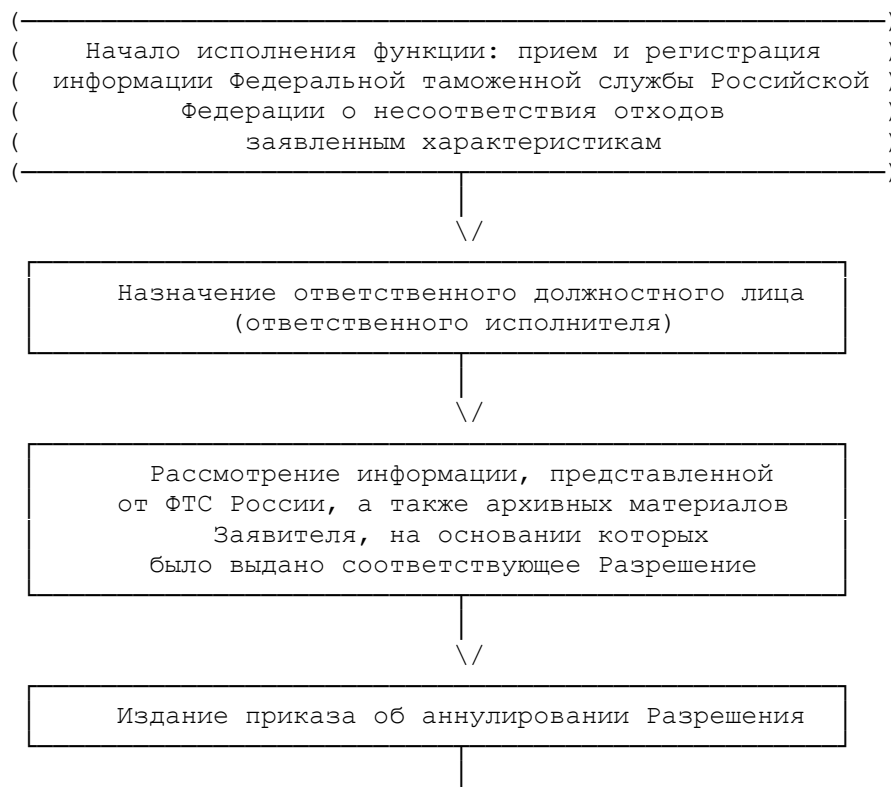 Начало исполнения функции: прием и регистрация
информации Федеральной таможенной службы Российской
Федерации о несоответствия отходов
заявленным характеристикам
Назначение ответственного должностного лица
(ответственного исполнителя)
Рассмотрение информации, представленной
от ФТС России, а также архивных материалов
Заявителя, на основании которых
было выдано соответствующее Разрешение
Издание приказа об аннулировании Разрешения